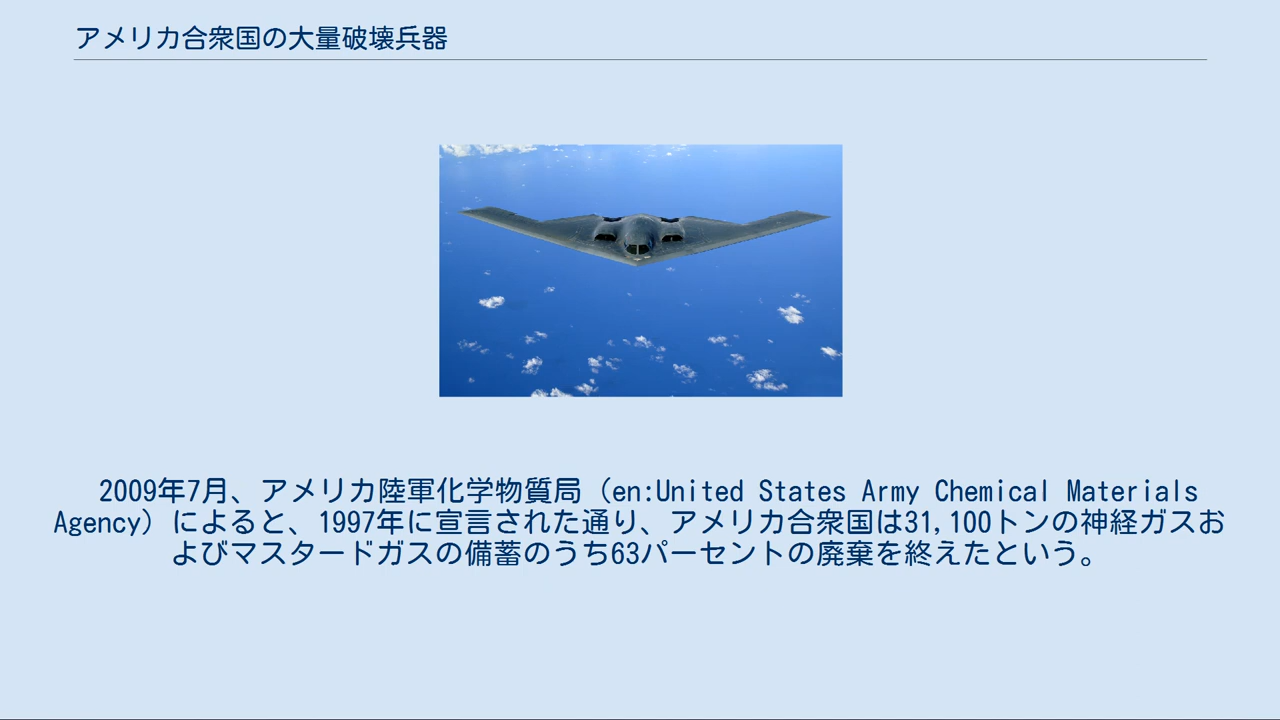 アメリカ合衆国の大量破壊兵器
2009年7月、アメリカ陸軍化学物質局（en:United States Army Chemical Materials
Agency）によると、1997年に宣言された通り、アメリカ合衆国は31,100トンの神経ガスお
よびマスタードガスの備蓄のうち63パーセントの廃棄を終えたという。